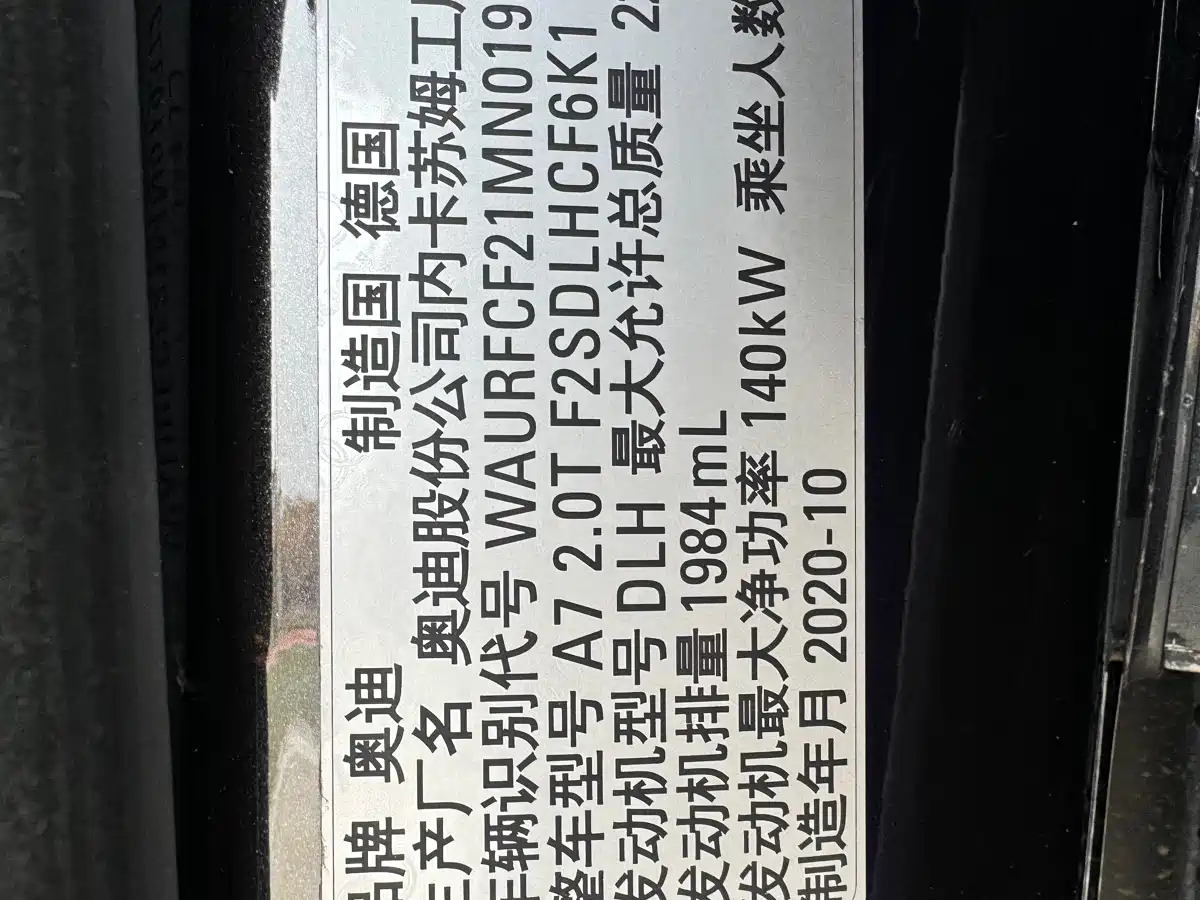 品牌 奥迪 制造国 德国
生产厂名 奥迪股份公司内卡苏姆工厂
车辆识别代号 WAURFCF21MN019
整车型号 A7 2.0T F2SDLHCF6K1
发动机型号 DLH 最大允许总质量 22
发动机排量 1984mL
发动机最大净功率 140kW 乘坐人数
制造年月 2020-10